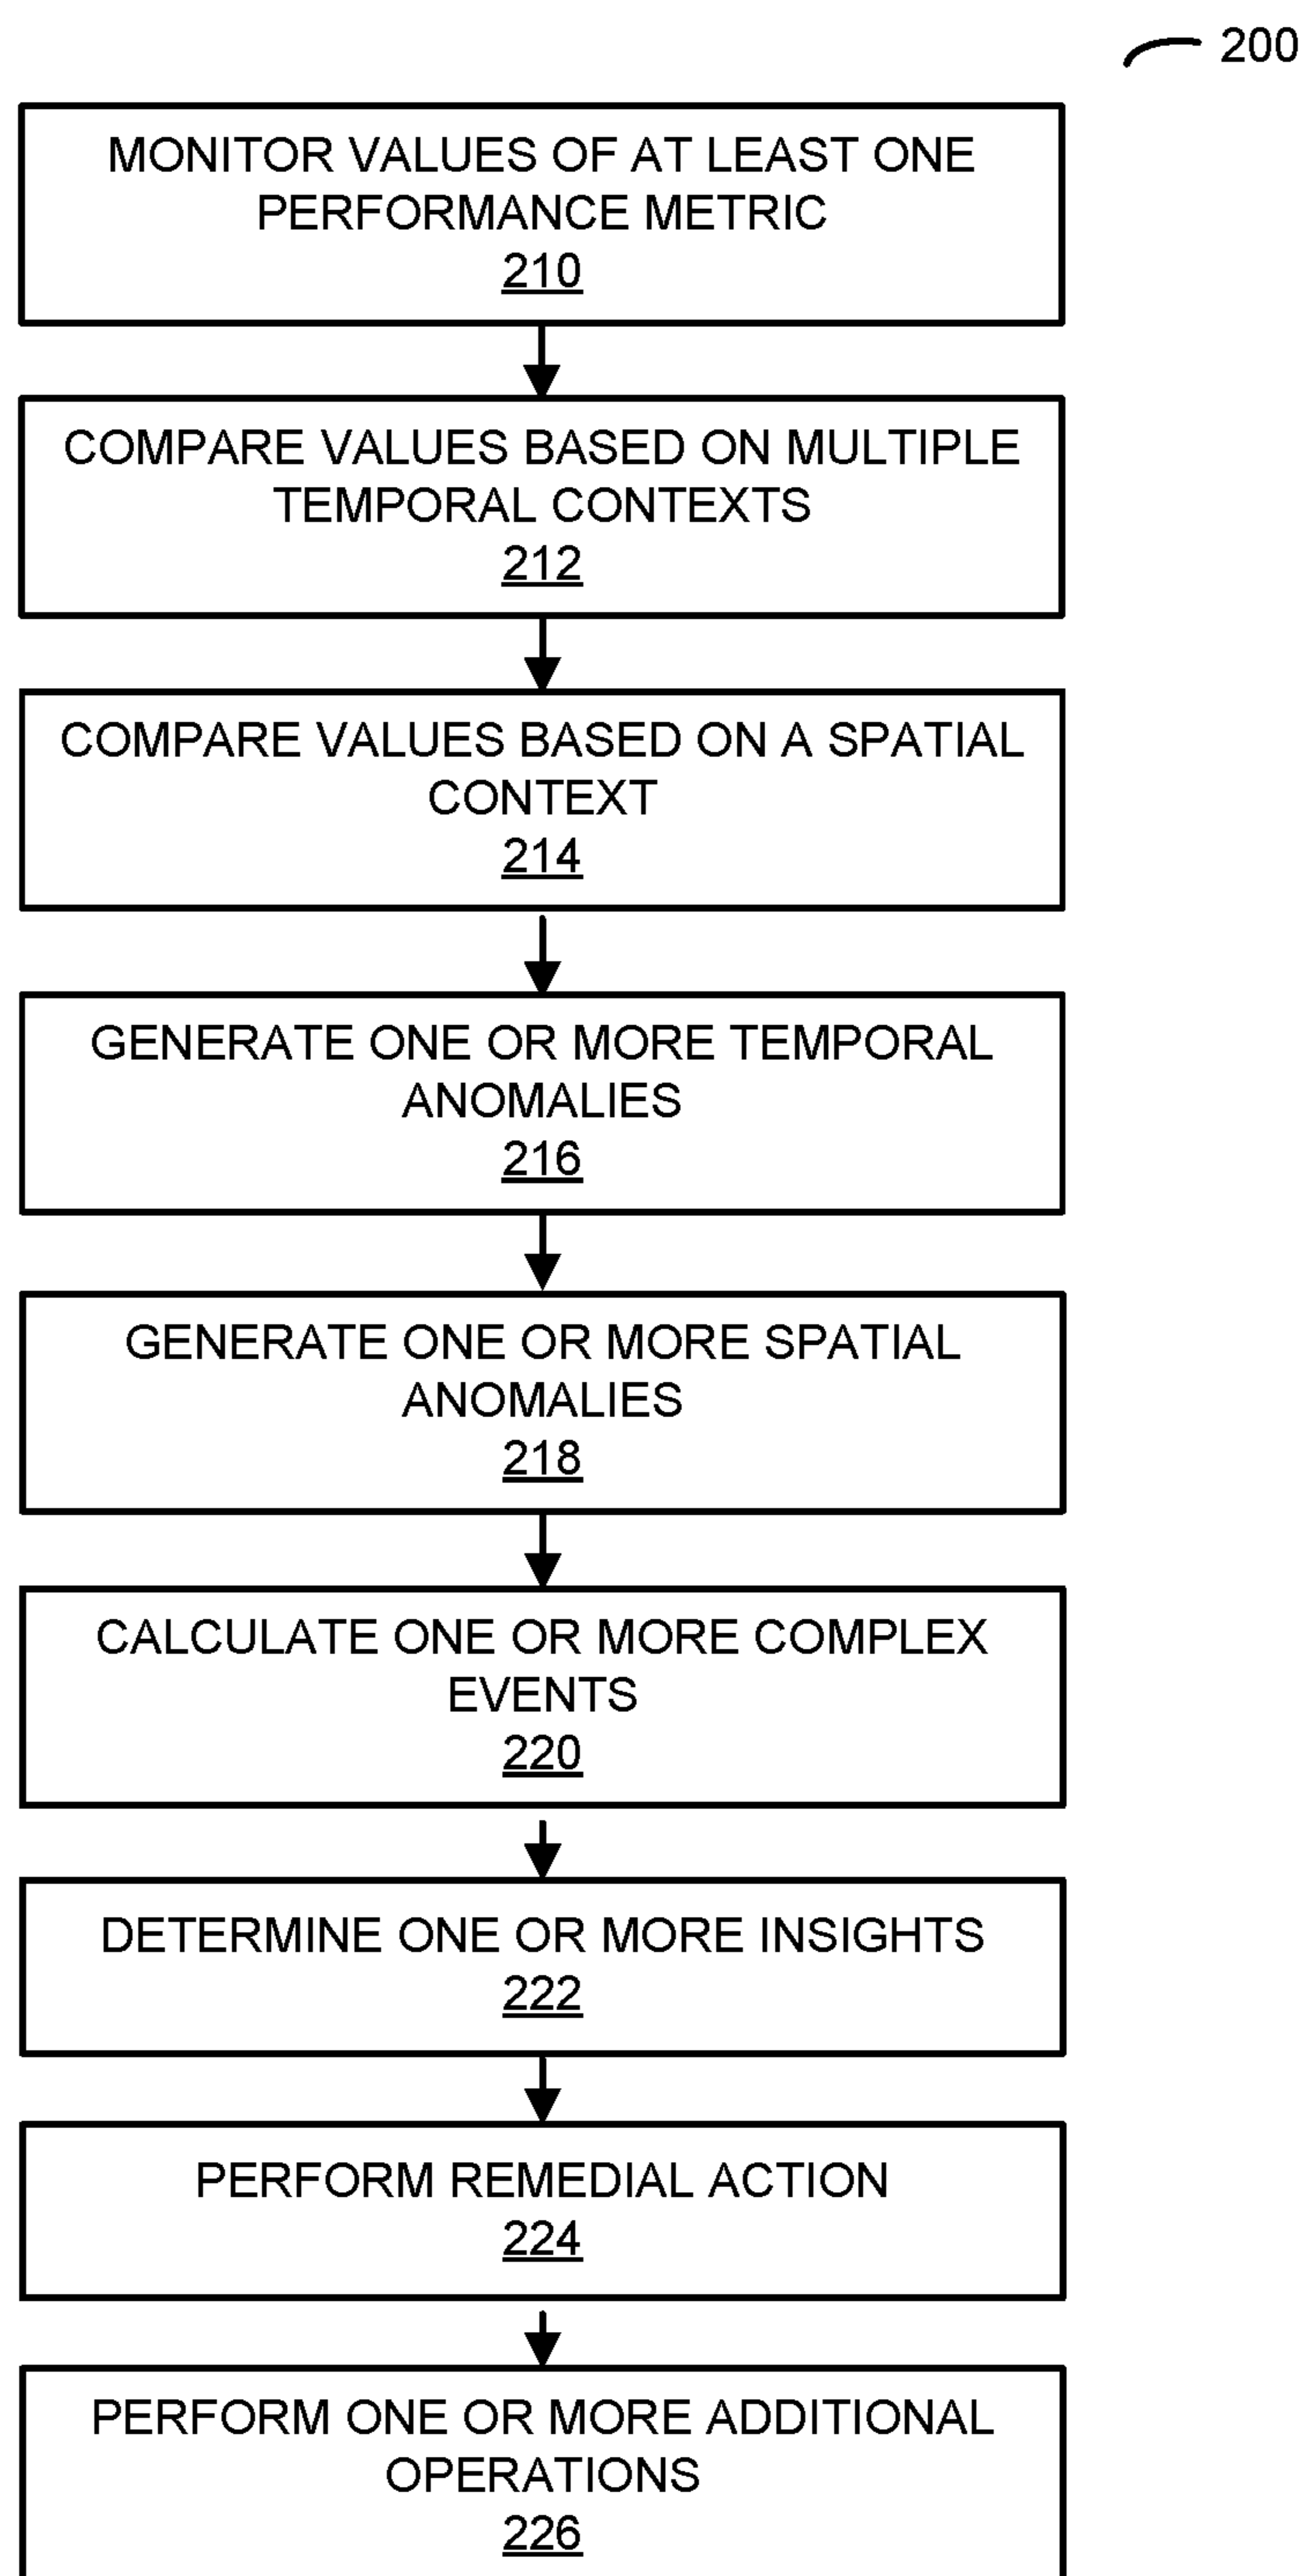 200
MONITOR VALUES OF AT LEAST ONE
PERFORMANCE METRIC
210
COMPARE VALUES BASED ON MULTIPLE
TEMPORAL CONTEXTS
212
COMPARE VALUES BASED ON A SPATIAL
CONTEXT
214
GENERATE ONE OR MORE TEMPORAL
ANOMALIES
216
GENERATE ONE OR MORE SPATIAL
ANOMALIES
218
CALCULATE ONE OR MORE COMPLEX
EVENTS
220
DETERMINE ONE OR MORE INSIGHTS
222
PERFORM REMEDIAL ACTION
224
PERFORM ONE OR MORE ADDITIONAL
OPERATIONS
226